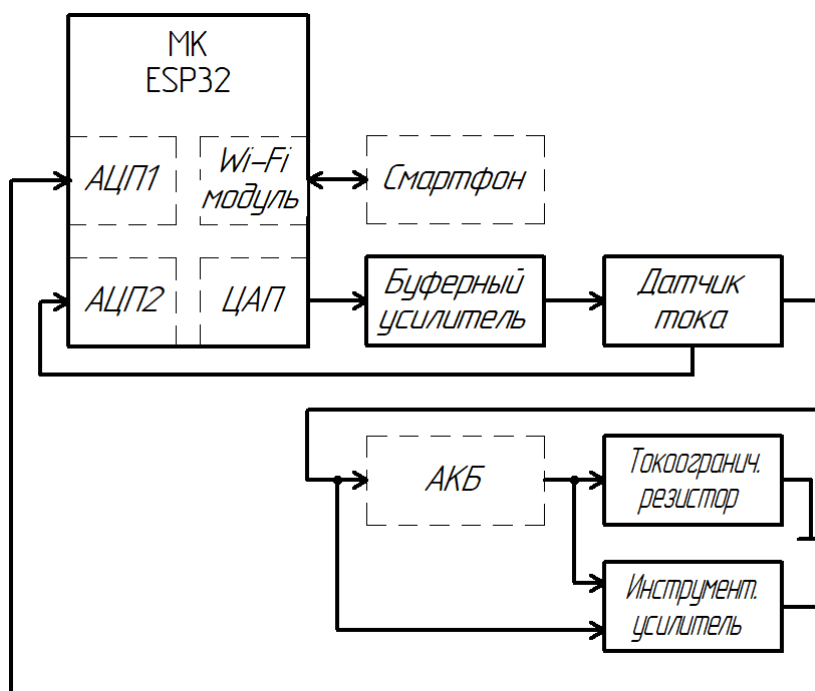 МК
ESP32
АЦП1
Wi-Fi
модуль
Смартфон
АЦП2
ЦАП
Буферный
усилитель
Датчик
тока
АКБ
Токоогранич.
резистор
Инструмент.
усилитель